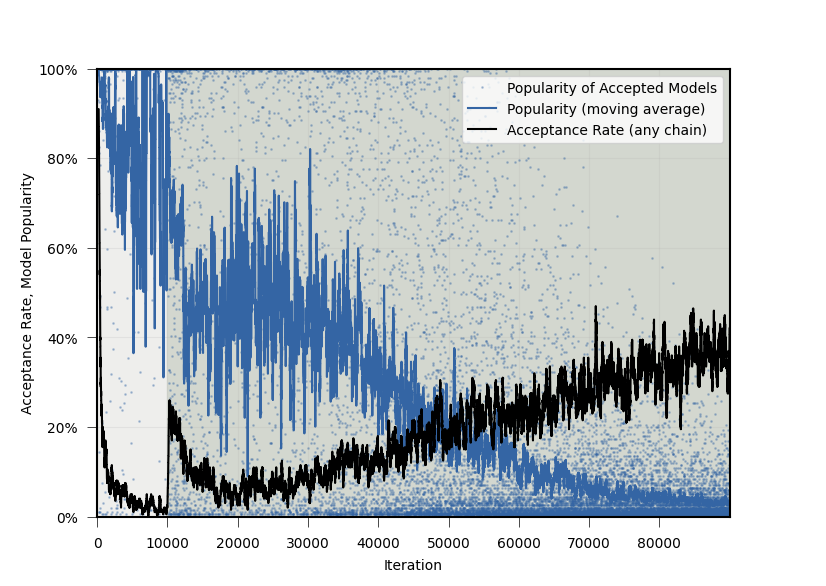 100%
80%
60%
40%
20%
0%
Acceptance Rate, Model Popularity
Popularity of Accepted Models
Popularity (moving average)
Acceptance Rate (any chain)
0 10000 20000 30000 40000 50000 60000 70000 80000
Iteration